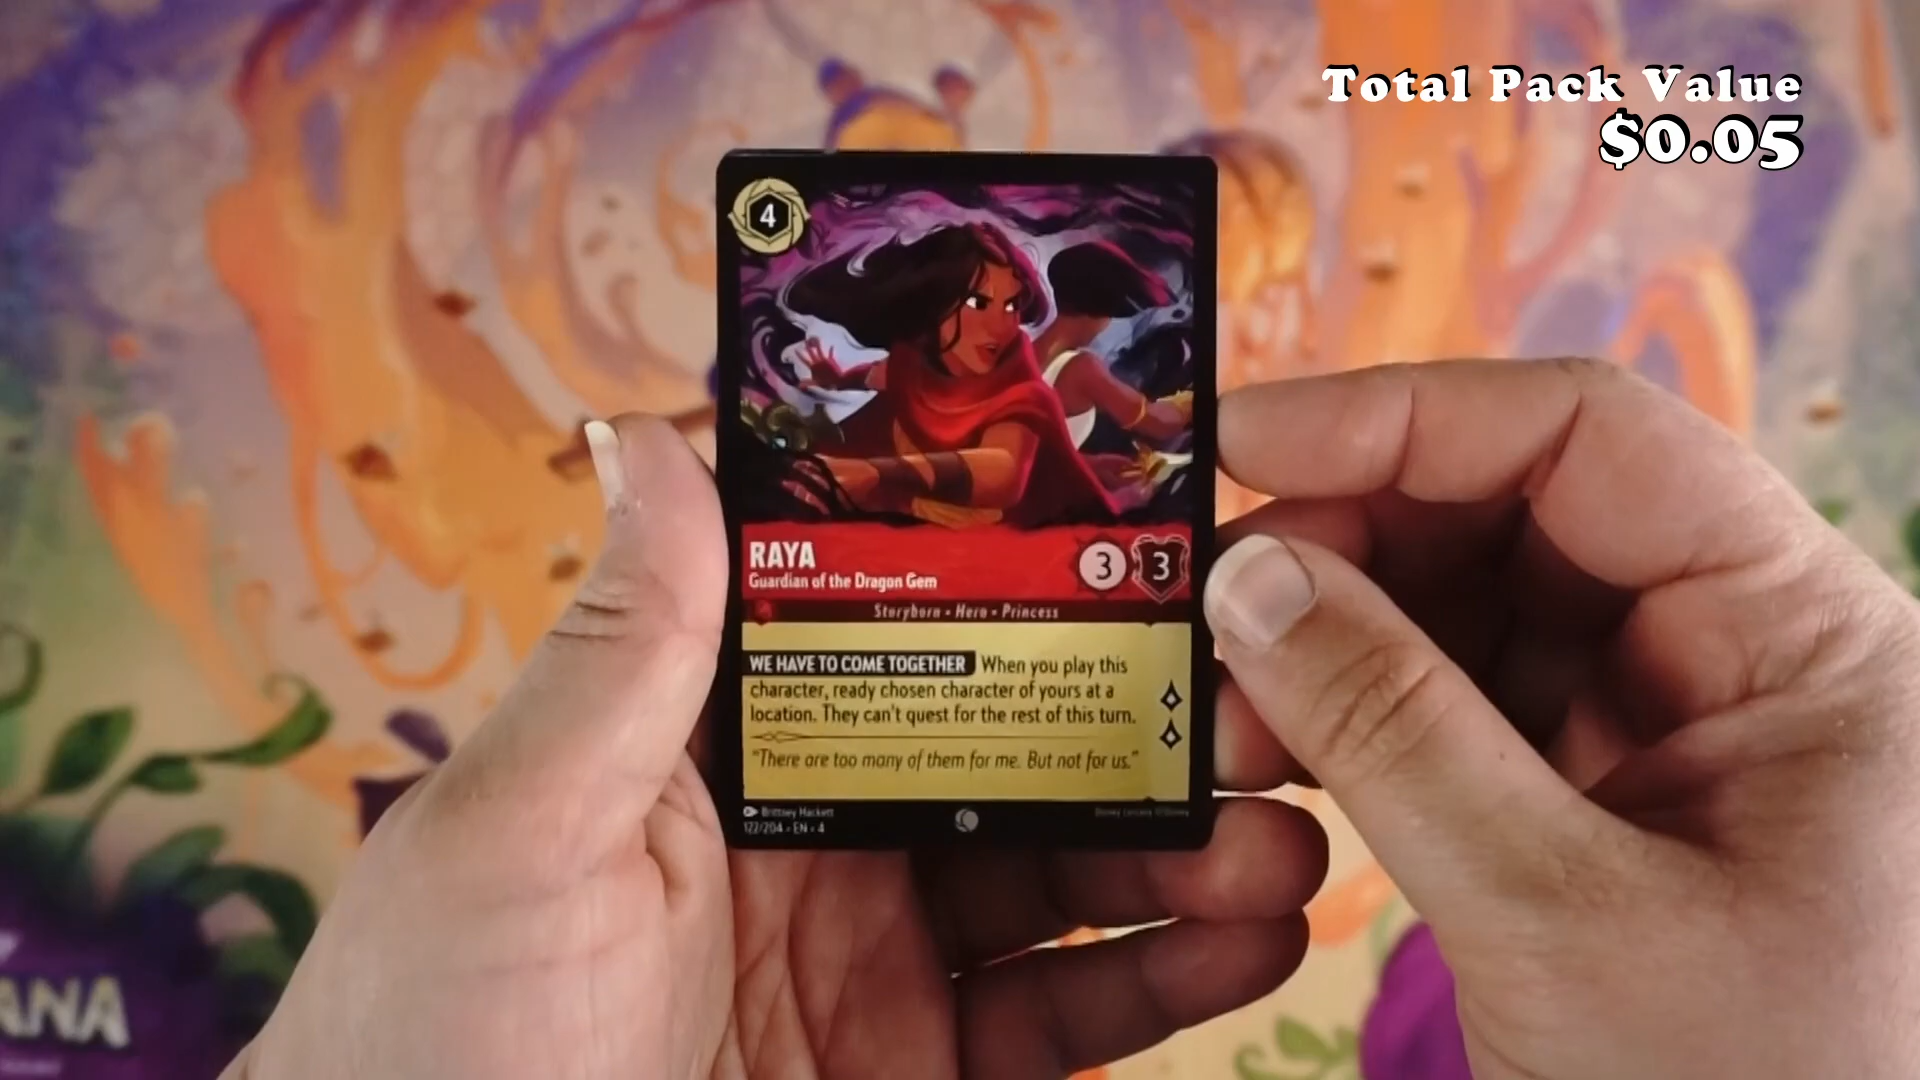 Total Pack Value
$0.05
4
RAYA
Guardian of the Dragon Gem
3
3
Storyborn • Hero • Princess
WE HAVE TO COME TOGETHER When you play this
character, ready chosen character of yours at a
location. They can't quest for the rest of this turn.
"There are too many of them for me. But not for us."
Brittney Hackett
122/204 • EN • 4
Disney Lorcana ©Disney
ANA